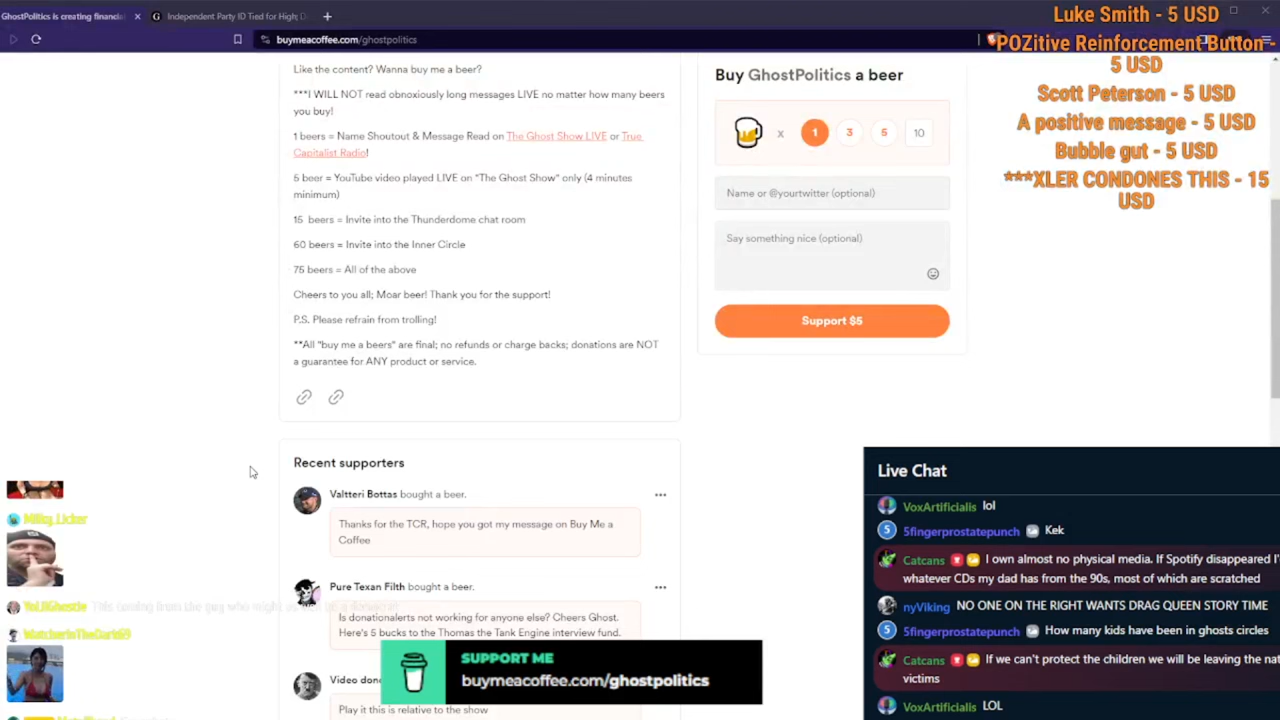 GhostPolitics is creating financia
Independent Party ID Tied for High; D
buymeacoffee.com/ghostpolitics
Luke Smith - 5 USD
POZitive Reinforcement Button -
5 USD
Scott Peterson - 5 USD
A positive message - 5 USD
Bubble gut - 5 USD
***XLER CONDONES THIS - 15
USD
Like the content? Wanna buy me a beer?
***I WILL NOT read obnoxiously long messages LIVE no matter how many beers
you buy!
1 beers = Name Shoutout & Message Read on The Ghost Show LIVE or True
Capitalist Radio!
5 beer = YouTube video played LIVE on "The Ghost Show" only (4 minutes
minimum)
15 beers = Invite into the Thunderdome chat room
60 beers = Invite into the Inner Circle
75 beers = All of the above
Cheers to you all; Moar beer! Thank you for the support!
P.S. Please refrain from trolling!
**All "buy me a beers" are final; no refunds or charge backs; donations are NOT
a guarantee for ANY product or service.
Buy GhostPolitics a beer
x 1 3 5 10
Name or @yourtwitter (optional)
Say something nice (optional)
Support $5
Recent supporters
Valtteri Bottas bought a beer.
Thanks for the TCR, hope you got my message on Buy Me a
Coffee
Pure Texan Filth bought a beer.
Is donationalerts not working for anyone else? Cheers Ghost.
Here's 5 bucks to the Thomas the Tank Engine interview fund.
Video don
Play it this is relative to the show
SUPPORT ME
buymeacoffee.com/ghostpolitics
Milky_Licker
This coming from the guy who might as well be a democrat
WatcherInTheDark69
Live Chat
VoxArtificialis lol
5fingerprostatepunch Kek
Catcans I own almost no physical media. If Spotify disappeared I'
whatever CDs my dad has from the 90s, most of which are scratched
nyViking NO ONE ON THE RIGHT WANTS DRAG QUEEN STORY TIME
5fingerprostatepunch How many kids have been in ghosts circles
Catcans If we can't protect the children we will be leaving the nat
victims
VoxArtificialis LOL